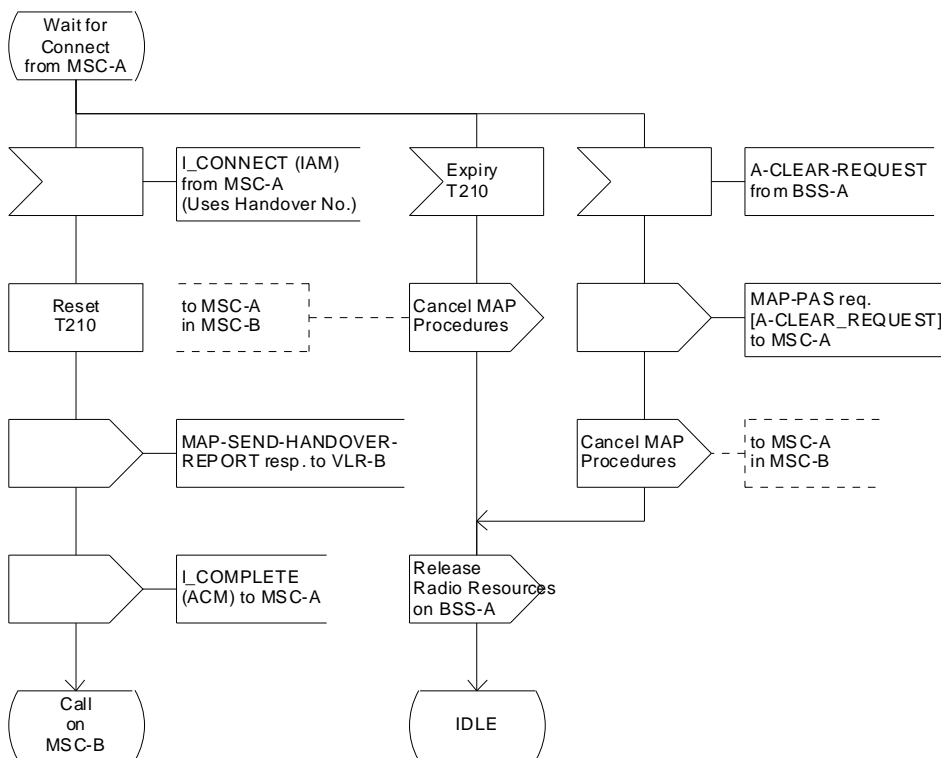 Wait for
Connect
from MSC-A
I_CONNECT (IAM)
from MSC-A
(Uses Handover No.)
Expiry
T210
A-CLEAR-REQUEST
from BSS-A
Reset
T210
to MSC-A
in MSC-B
Cancel MAP
Procedures
MAP-PAS req.
[A-CLEAR_REQUEST]
to MSC-A
MAP-SEND-HANDOVER-
REPORT resp. to VLR-B
Cancel MAP
Procedures
to MSC-A
in MSC-B
I_COMPLETE
(ACM) to MSC-A
Release
Radio Resources
on BSS-A
Call
on
MSC-B
IDLE